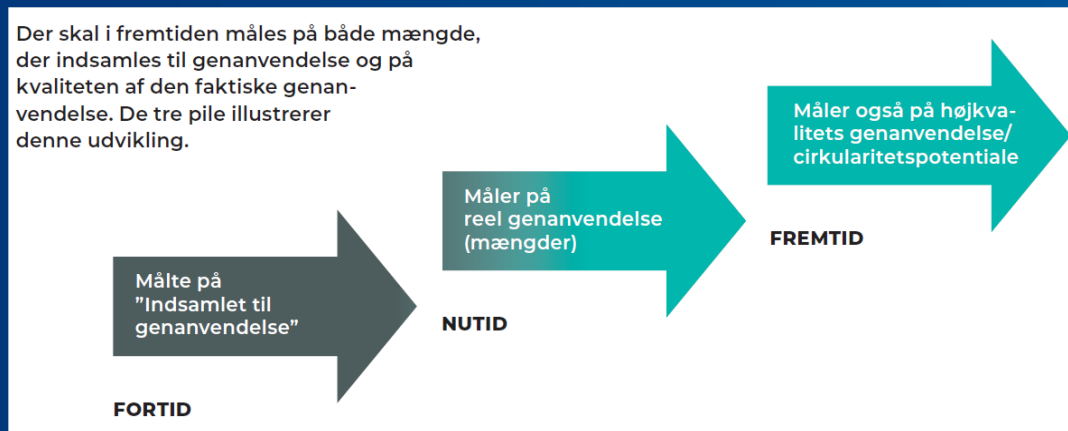 Der skal i fremtiden måles på både mængde,
der indsamles til genanvendelse og på
kvaliteten af den faktiske genan-
vendelse. De tre pile illustrerer
denne udvikling.
Målte på
”Indsamlet til
genanvendelse”
FORTID
Måler på
reel genanvendelse
(mængder)
NUTID
Måler også på højkva-
litets genanvendelse/
cirkularitetspotentiale
FREMTID